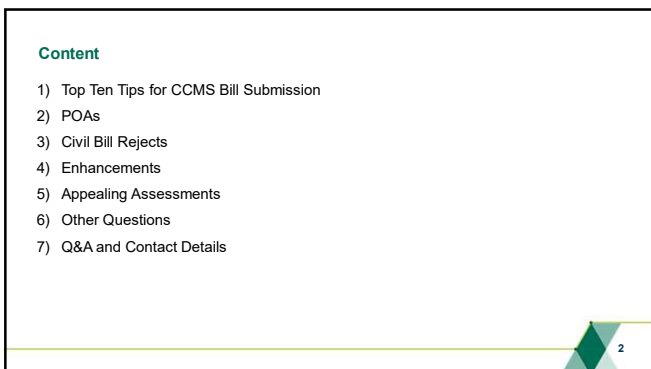 Content
1) Top Ten Tips for CCMS Bill Submission
2) POAs
3) Civil Bill Rejects
4) Enhancements
5) Appealing Assessments
6) Other Questions
7) Q&A and Contact Details
2